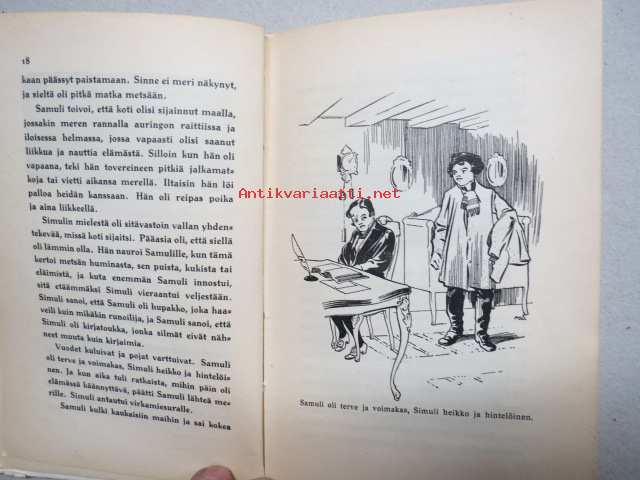 18
kaan päässyt paistamaan. Sinne ei meri näkynyt,
ja sieltä oli pitkä matka metsään.
Samuli toivoi, että koti olisi sijainnut maalla,
jossakin meren rannalla auringon raittiissa ja
iloisessa helmassa, jossa vapaasti olisi saanut
liikkua ja nauttia elämästä. Silloin kun hän oli
vapaana, teki hän tovereineen pitkiä jalkamat=
koja tai vietti aikansa merellä. Iltaisin hän löi
palloa heidän kanssaan. Hän oli reipas poika
ja aina liikkeellä.
Simulin mielestä oli sitävastoin vallan yhden=
tekevää, missä koti sijaitsi. Pääasia oli, että siellä
oli lämmin olla. Hän nauroi Samulille, kun tämä
kertoi metsän huminasta, sen puista, kukista tai
eläimistä, ja kuta enemmän Samuli innostui,
sitä etäämmäksi Simuli vieraantui veljestään.
Simuli sanoi, että Samuli oli hupakko, joka haa=
veili kuin mikäkin runoilija, ja Samuli sanoi, että
Simuli oli kirjatoukka, jonka silmät eivät näh=
neet muuta kuin kirjaimia.
Vuodet kuluivat ja pojat varttuivat. Samuli
oli terve ja voimakas, Simuli heikko ja hintelöi=
nen. Ja kun aika tuli ratkaista, mihin päin oli
elämässä käännyttävä, päätti Samuli lähteä me=
rille. Simuli antautui virkamiesuralle.
Samuli kulki kaukaisiin maihin ja sai kokea
Antikvariaatti.net
Samuli oli terve ja voimakas, Simuli heikko ja hintelöinen.